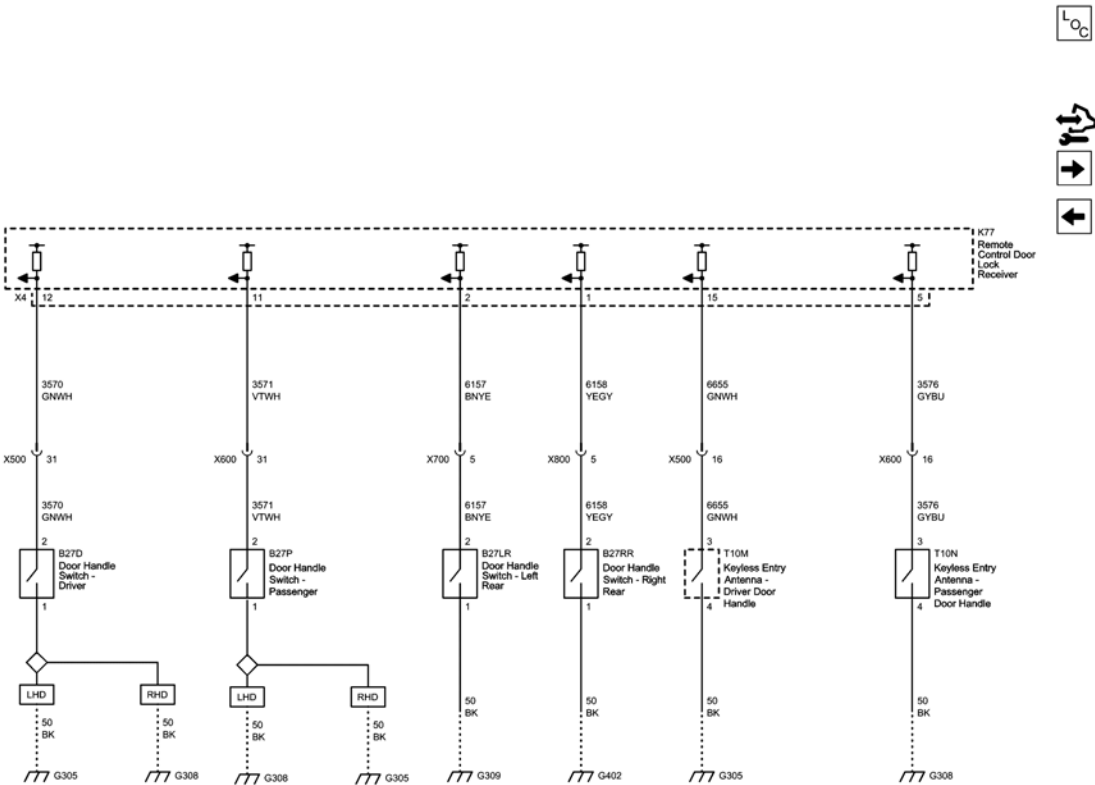 LOC
K77
Remote
Control Door
Lock
Receiver
X4 12 11 2 1 15 5
3570 3571 6157 6158 6655 3576
GNWH VTWH BNYE YEGY GNWH GYBU
X500 31 X600 31 X700 5 X800 5 X500 16 X600 16
3570 3571 6157 6158 6655 3576
GNWH VTWH BNYE YEGY GNWH GYBU
2 2 2 2 3 3
B27D B27P B27LR B27RR T10M T10N
Door Handle Door Handle Door Handle Door Handle Keyless Entry Keyless Entry
Switch - Switch - Switch - Left Switch - Right Antenna - Antenna -
Driver Passenger Rear Rear Driver Door Passenger
Handle Door Handle
1 1 1 1 4 4
LHD RHD LHD RHD
50 50 50 50 50 50 50 50
BK BK BK BK BK BK BK BK
G305 G308 G308 G305 G309 G402 G305 G308